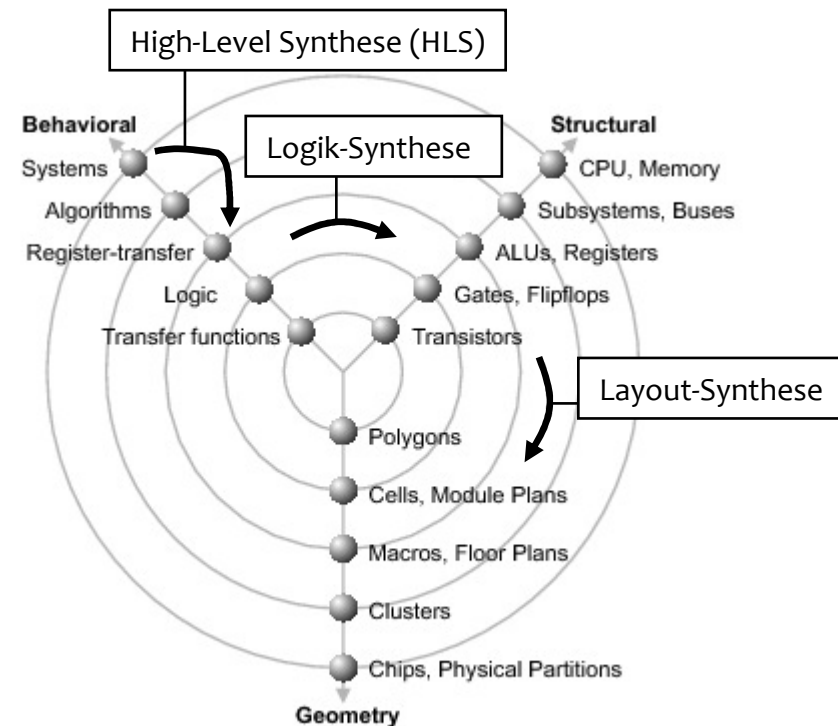 High-Level Synthese (HLS)
Behavioral
Structural
Logik-Synthese
Systems
CPU, Memory
Algorithms
Subsystems, Buses
Register-transfer
ALUs, Registers
Logic
Gates, Flipflops
Transfer functions
Transistors
Layout-Synthese
Polygons
Cells, Module Plans
Macros, Floor Plans
Clusters
Chips, Physical Partitions
Geometry